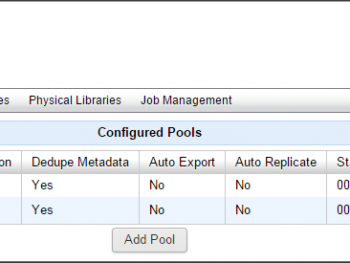 es Physical Libraries Job Management
Configured Pools
on Dedupe Metadata Auto Export Auto Replicate St
Yes No No 00
Yes No No 00
Add Pool